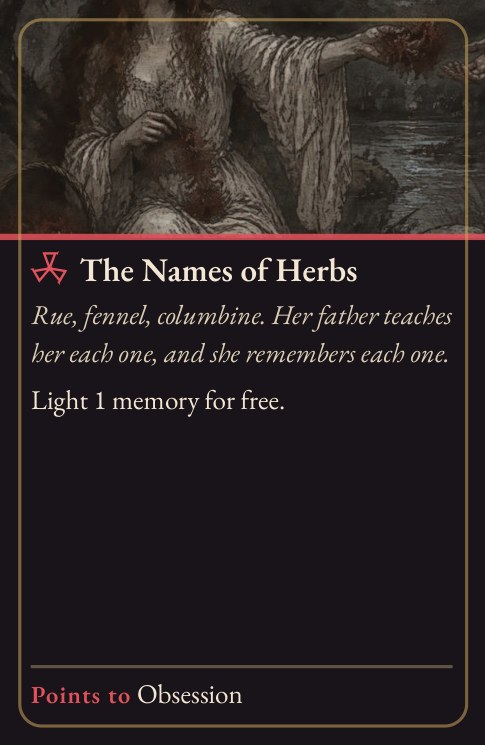 The Names of Herbs
Rue, fennel, columbine. Her father teaches
her each one, and she remembers each one.
Light 1 memory for free.
Points to Obsession